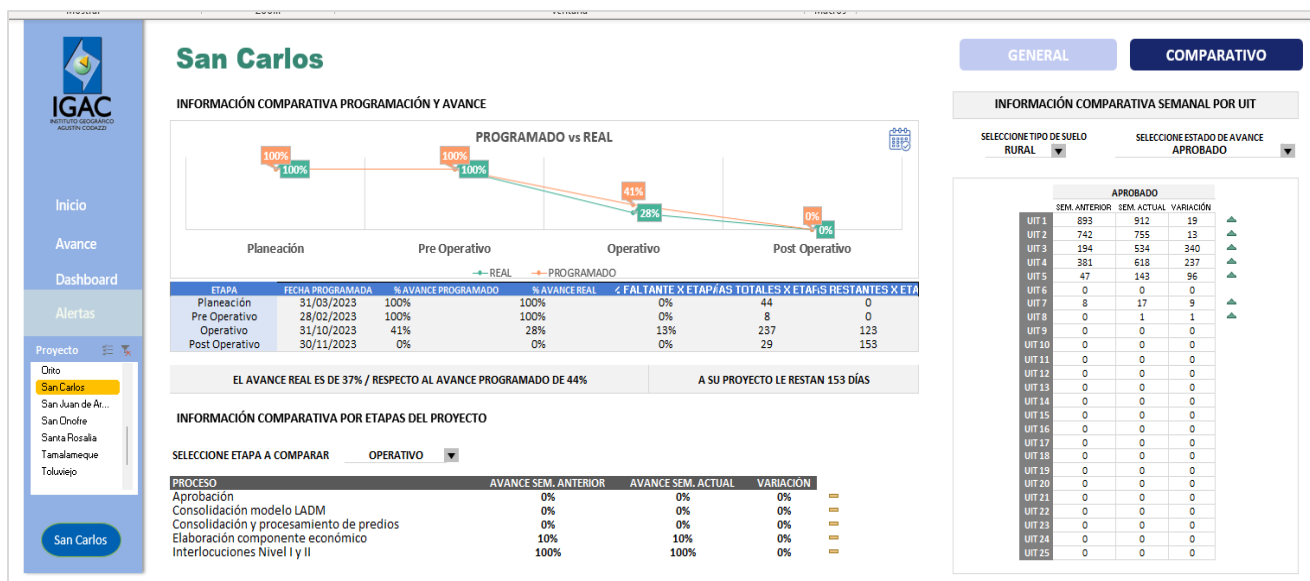 IGAC
INSTITUTO GEOGRÁFICO
AGUSTÍN CODAZZI
Inicio
Avance
Dashboard
Alertas
Proyecto
Orito
San Carlos
San Juan de Ar...
San Onofre
Santa Rosalia
Tamalameque
Toluviejo
San Carlos
San Carlos
INFORMACIÓN COMPARATIVA PROGRAMACIÓN Y AVANCE
PROGRAMADO vs REAL
100% 100% 41% 0%
100% 100% 28% 0%
Planeación Pre Operativo Operativo Post Operativo
REAL PROGRAMADO
ETAPA FECHA PROGRAMADA % AVANCE PROGRAMADO % AVANCE REAL FALTANTE X ETAP AS TOTALES X ETAF S RESTANTES X ETA
Planeación 31/03/2023 100% 100% 0% 44 0
Pre Operativo 28/02/2023 100% 100% 0% 8 0
Operativo 31/10/2023 41% 28% 13% 237 123
Post Operativo 30/11/2023 0% 0% 0% 29 153
EL AVANCE REAL ES DE 37% / RESPECTO AL AVANCE PROGRAMADO DE 44% A SU PROYECTO LE RESTAN 153 DÍAS
INFORMACIÓN COMPARATIVA POR ETAPAS DEL PROYECTO
SELECCIONE ETAPA A COMPARAR OPERATIVO
PROCESO AVANCE SEM. ANTERIOR AVANCE SEM. ACTUAL VARIACIÓN
Aprobación 0% 0% 0%
Consolidación modelo LADM 0% 0% 0%
Consolidación y procesamiento de predios 0% 0% 0%
Elaboración componente económico 10% 10% 0%
Interlocuciones Nivel I y II 100% 100% 0%
GENERAL COMPARATIVO
INFORMACIÓN COMPARATIVA SEMANAL POR UIT
SELECCIONE TIPO DE SUELO SELECCIONE ESTADO DE AVANCE
RURAL APROBADO
APROBADO
SEM. ANTERIOR SEM. ACTUAL VARIACIÓN
UIT 1 893 912 19
UIT 2 742 755 13
UIT 3 194 534 340
UIT 4 381 618 237
UIT 5 47 143 96
UIT 6 0 0 0
UIT 7 8 17 9
UIT 8 0 1 1
UIT 9 0 0 0
UIT 10 0 0 0
UIT 11 0 0 0
UIT 12 0 0 0
UIT 13 0 0 0
UIT 14 0 0 0
UIT 15 0 0 0
UIT 16 0 0 0
UIT 17 0 0 0
UIT 18 0 0 0
UIT 19 0 0 0
UIT 20 0 0 0
UIT 21 0 0 0
UIT 22 0 0 0
UIT 23 0 0 0
UIT 24 0 0 0
UIT 25 0 0 0